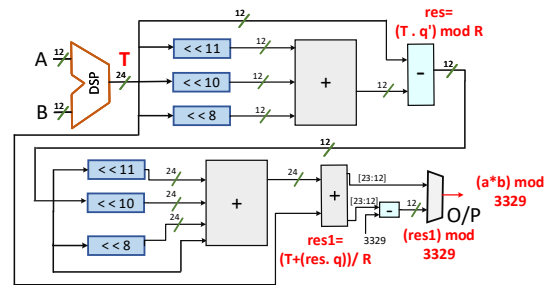 12
12
res=
(T . q') mod R
A
12
T
24
DSP
B
12
<< 11
12
<< 10
12
<< 8
12
+
12
-
12
12
<< 11
24
<< 10
24
<< 8
24
+
24
+
[23:12]
[23:12]
-
12
3329
res1=
(T+(res. q))/ R
(a*b) mod
3329
O/P
(res1) mod
3329